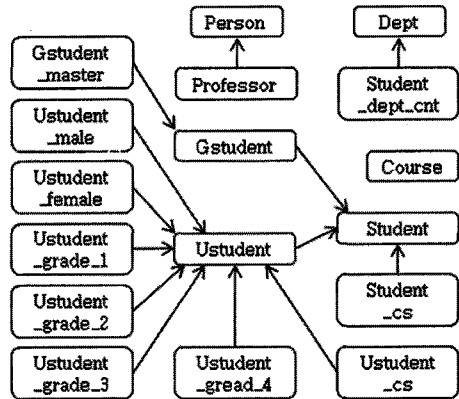 Person
Dept
Gstudent
_master
Professor
Student
_dept_cnt
Ustudent
_male
Gstudent
Course
Ustudent
_female
Ustudent
Student
Ustudent
_grade_1
Ustudent
_grade_2
Student
_cs
Ustudent
_grade_3
Ustudent
_gread_4
Ustudent
_cs